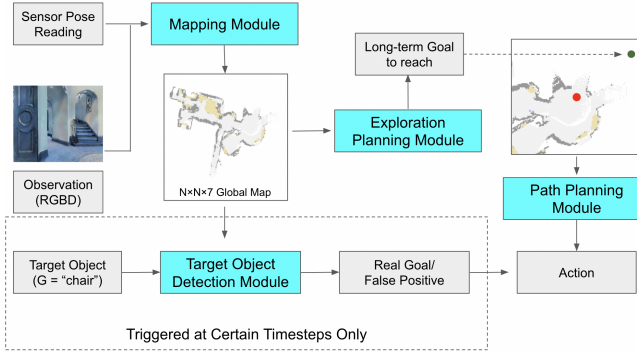 Sensor Pose
Reading
Mapping Module
Long-term Goal
to reach
Exploration
Planning Module
Observation
(RGBD)
N×N×7 Global Map
Path Planning
Module
Target Object
(G = “chair”)
Target Object
Detection Module
Real Goal/
False Positive
Action
Triggered at Certain Timesteps Only